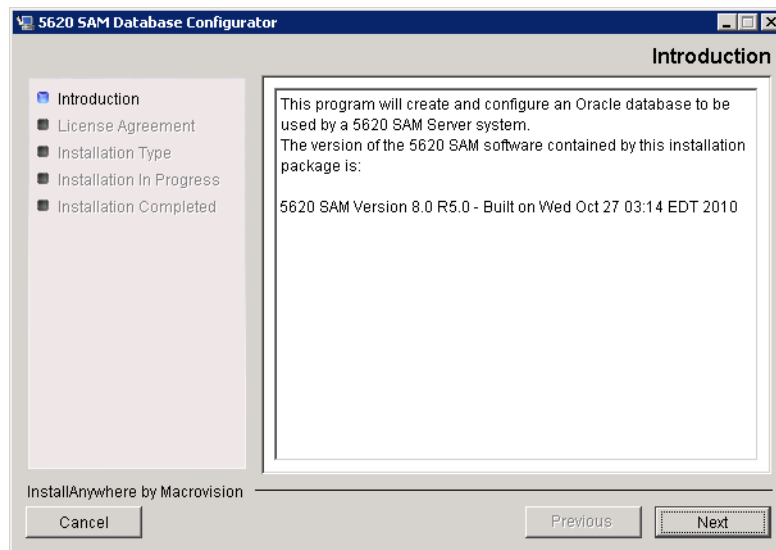 5620 SAM Database Configurator
Introduction
Introduction
License Agreement
Installation Type
Installation In Progress
Installation Completed
This program will create and configure an Oracle database to be
used by a 5620 SAM Server system.
The version of the 5620 SAM software contained by this installation
package is:
5620 SAM Version 8.0 R5.0 - Built on Wed Oct 27 03:14 EDT 2010
InstallAnywhere by Macrovision
Cancel
Previous
Next